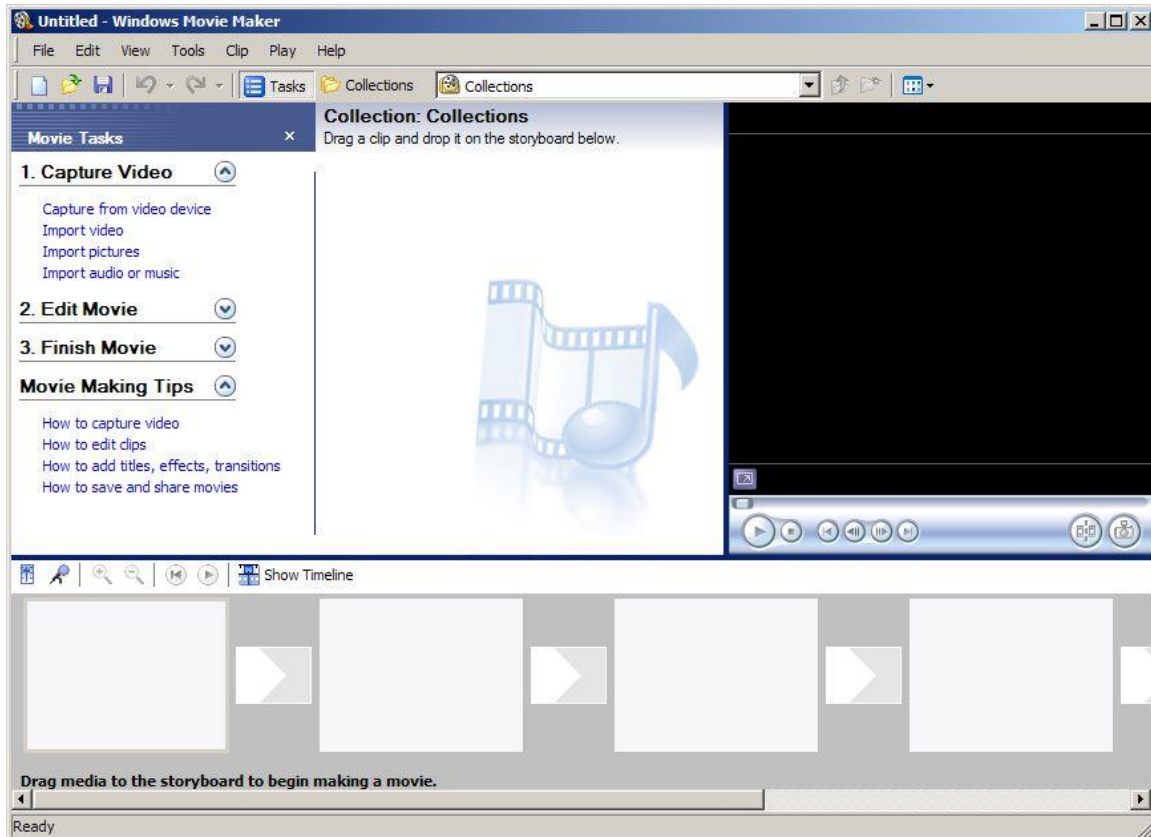 Untitled - Windows Movie Maker
File Edit View Tools Clip Play Help
Tasks Collections Collections
Movie Tasks
Collection: Collections
Drag a clip and drop it on the storyboard below.
1. Capture Video
Capture from video device
Import video
Import pictures
Import audio or music
2. Edit Movie
3. Finish Movie
Movie Making Tips
How to capture video
How to edit clips
How to add titles, effects, transitions
How to save and share movies
Show Timeline
Drag media to the storyboard to begin making a movie.
Ready